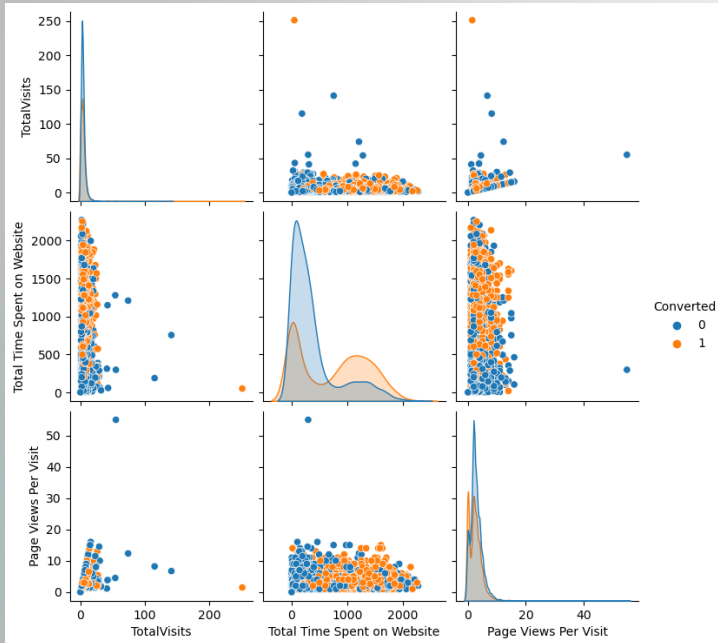 250
200
150
100
50
0
TotalVisits
2000
1500
1000
500
0
Total Time Spent on Website
Converted
0
1
50
40
30
20
10
0
Page Views Per Visit
0 200
0 1000 2000
0 40
TotalVisits
Total Time Spent on Website
Page Views Per Visit